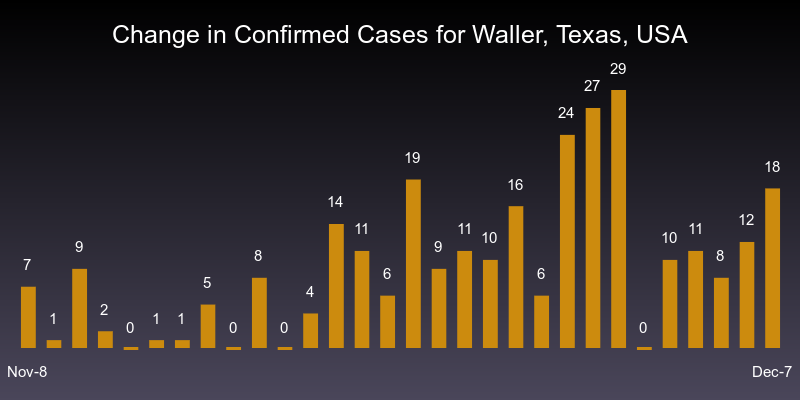 Change in Confirmed Cases for Waller, Texas, USA
7 1 9 2 0 1 1 5 0 8 0 4 14 11 6 19 9 11 10 16 6 24 27 29 0 10 11 8 12 18
Nov-8 Dec-7